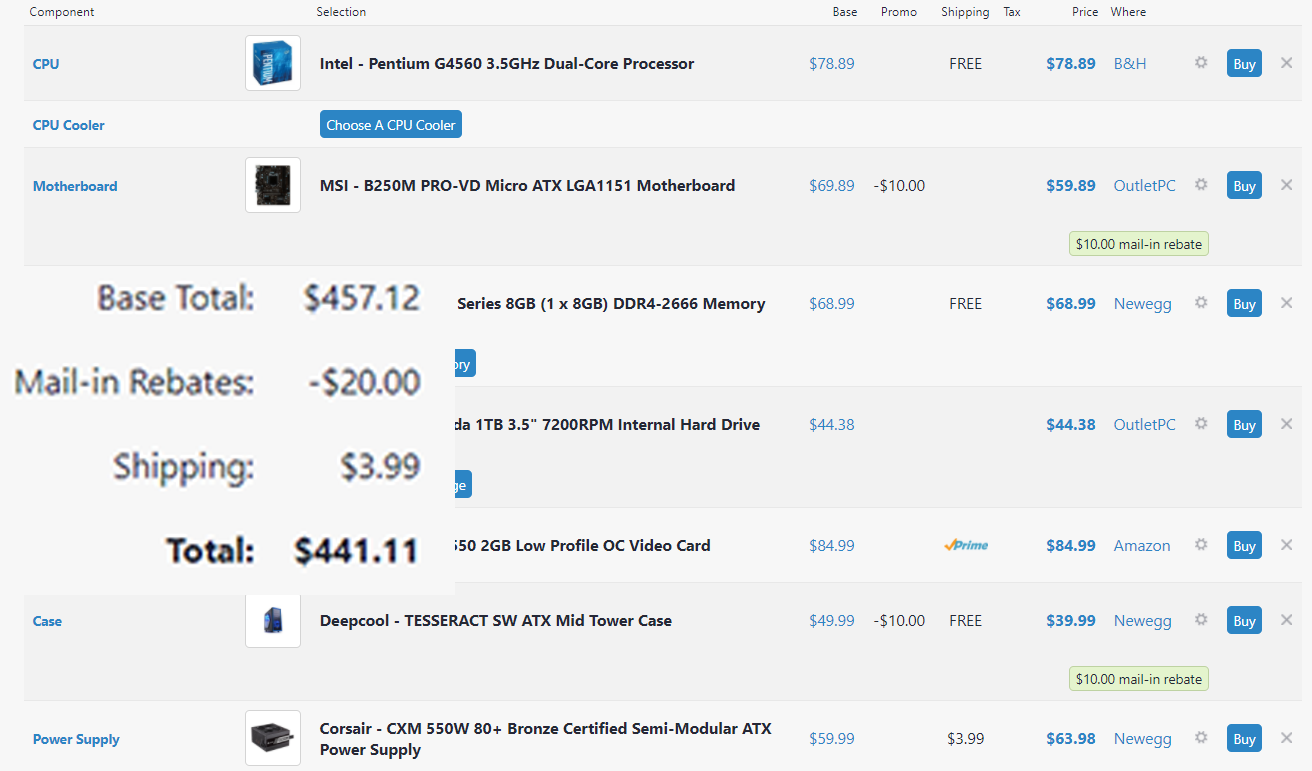 Component Selection Base Promo Shipping Tax Price Where
CPU Intel - Pentium G4560 3.5GHz Dual-Core Processor $78.89 FREE $78.89 B&H Buy
CPU Cooler Choose A CPU Cooler
Motherboard MSI - B250M PRO-VD Micro ATX LGA1151 Motherboard $69.89 -$10.00 $59.89 OutletPC Buy
$10.00 mail-in rebate
Base Total: $457.12
Mail-in Rebates: -$20.00
Shipping: $3.99
Total: $441.11
Series 8GB (1 x 8GB) DDR4-2666 Memory $68.99 FREE $68.99 Newegg Buy
ory
da 1TB 3.5" 7200RPM Internal Hard Drive $44.38 $44.38 OutletPC Buy
ge
550 2GB Low Profile OC Video Card $84.99 Prime $84.99 Amazon Buy
Case Deepcool - TESSERACT SW ATX Mid Tower Case $49.99 -$10.00 FREE $39.99 Newegg Buy
$10.00 mail-in rebate
Power Supply Corsair - CXM 550W 80+ Bronze Certified Semi-Modular ATX
Power Supply $59.99 $3.99 $63.98 Newegg Buy